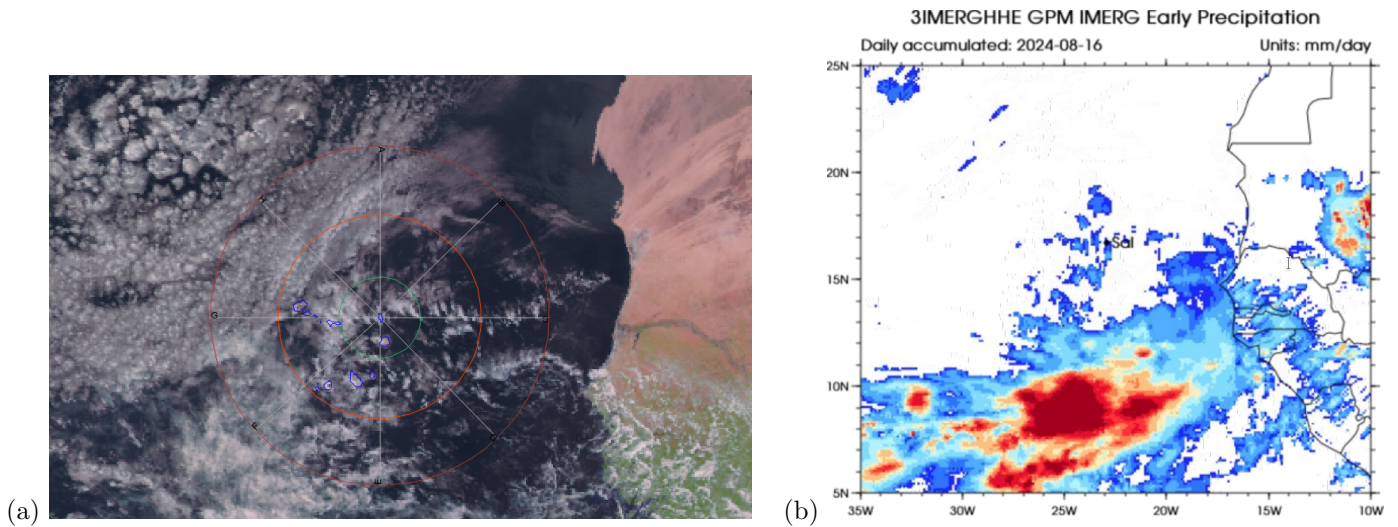 3IMERGHHE GPM IMERG Early Precipitation
Daily accumulated: 2024-08-16 Units: mm/day
25N
20N
15N
10N
5N
35W 30W 25W 20W 15W 10W
Sal
A
H
G
F
E
(a)
(b)